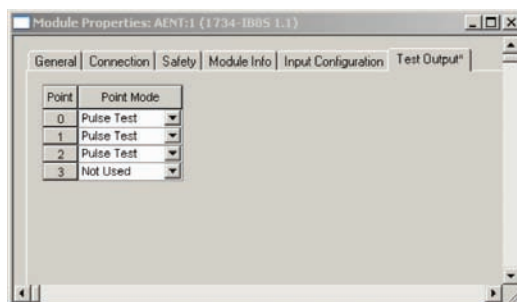 Module Properties: AENT:1 (1734-IB8S 1.1)
General Connection Safety Module Info Input Configuration Test Output*
Point Point Mode
0 Pulse Test
1 Pulse Test
2 Pulse Test
3 Not Used